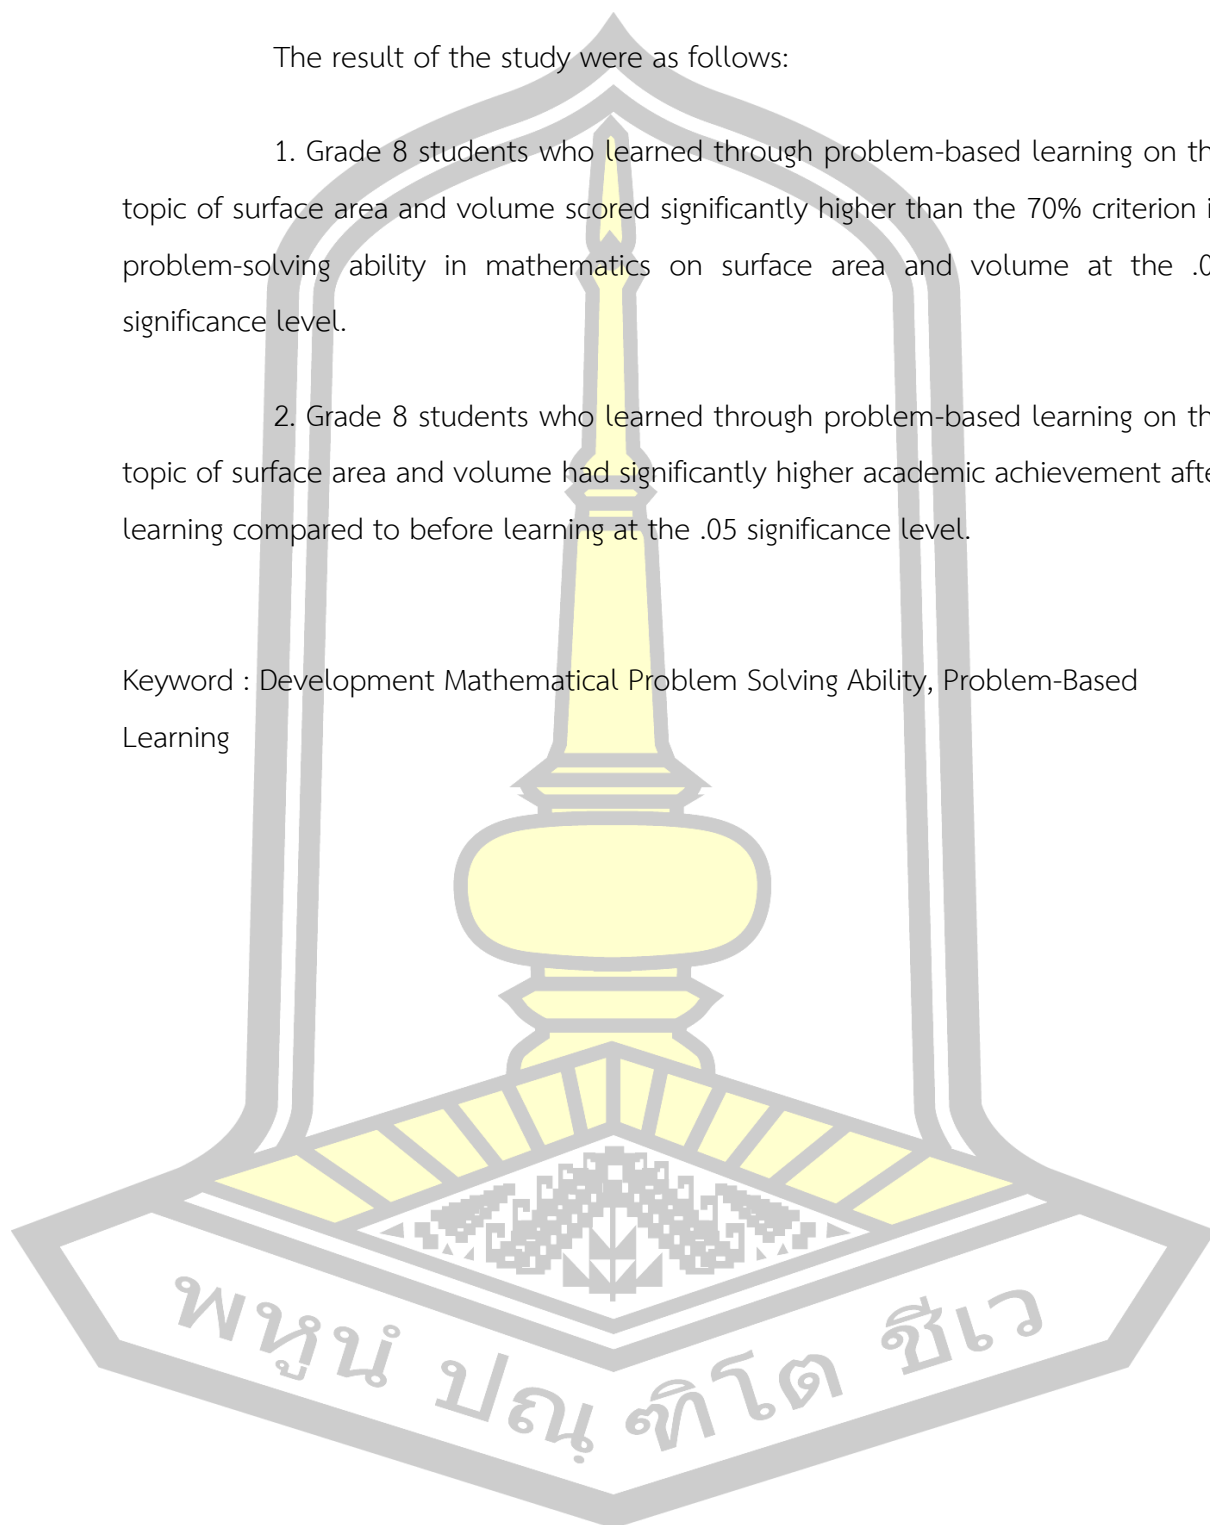 The result of the study were as follows:
1. Grade 8 students who learned through problem-based learning on th
topic of surface area and volume scored significantly higher than the 70% criterion i
problem-solving ability in mathematics on surface area and volume at the .0
significance level.
2. Grade 8 students who learned through problem-based learning on th
topic of surface area and volume had significantly higher academic achievement afte
learning compared to before learning at the .05 significance level.
Keyword : Development Mathematical Problem Solving Ability, Problem-Based
Learning
พหูนํ ปณฺ ฑิโต ชีเว